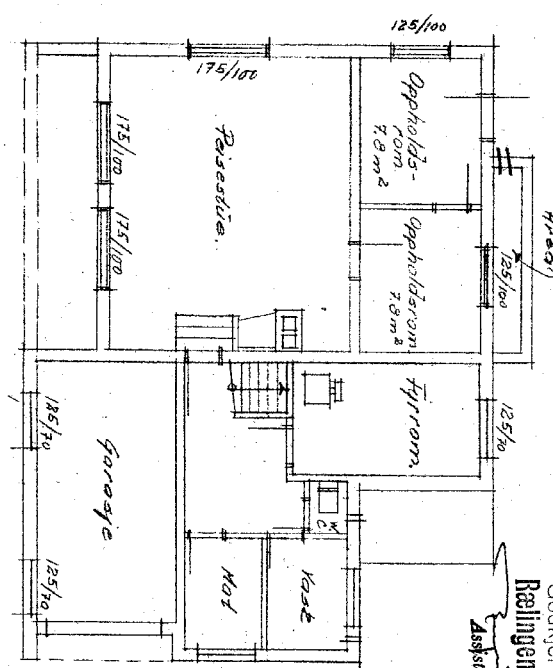 125/100
175/100
Oppholds-
rom.
7.8 m²
Peisestue.
175/100
175/100
Oppholdsrom.
7.8 m²
125/100
Fyrrom.
125/70
185/70
Garasje
125/70
W.
C
Mat
Vask
Rælingen